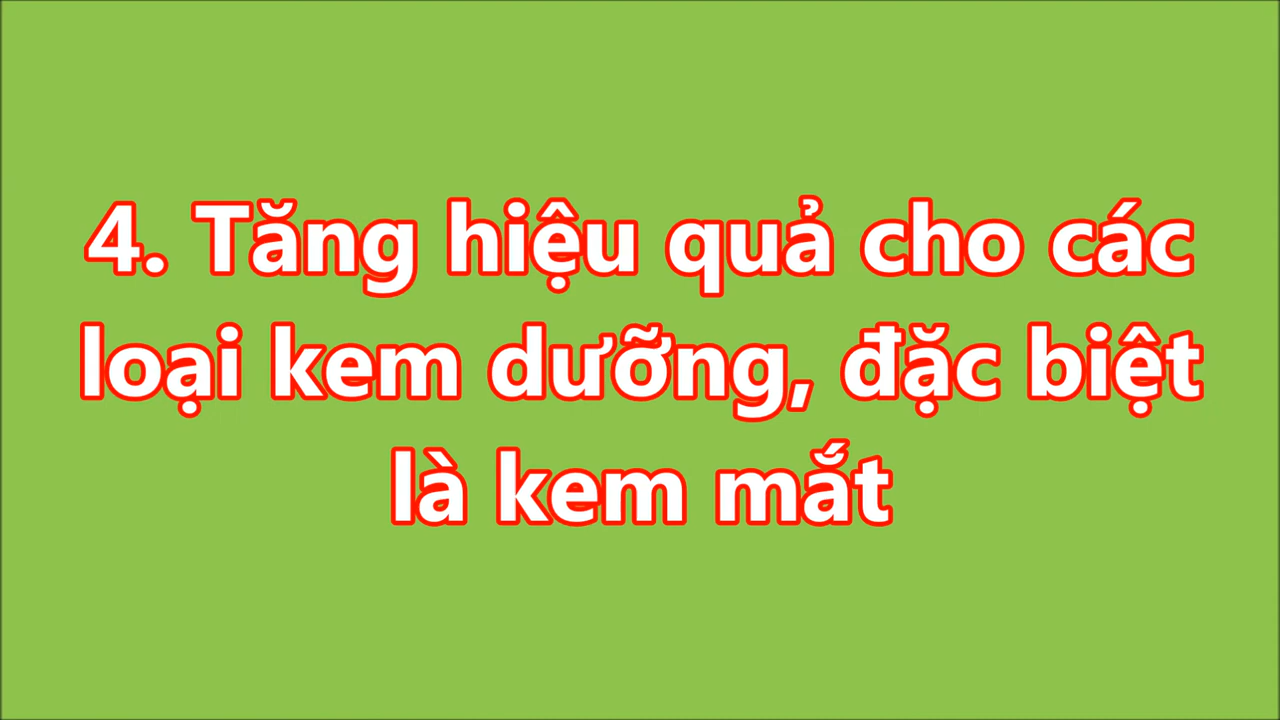 4. Tăng hiệu quả cho các
loại kem dưỡng, đặc biệt
là kem mắt